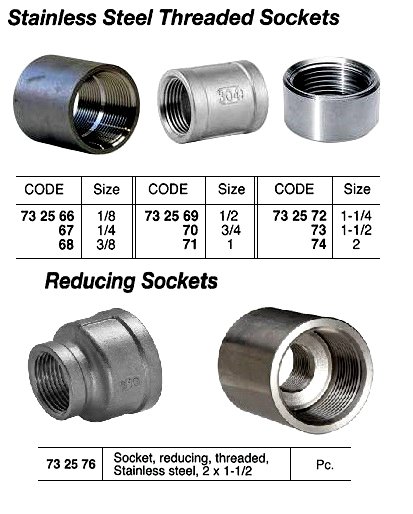 Stainless Steel Threaded Sockets
304
CODE Size CODE Size CODE Size
73 25 66 1/8 73 25 69 1/2 73 25 72 1-1/4
67 1/4 70 3/4 73 1-1/2
68 3/8 71 1 74 2
Reducing Sockets
73 25 76 Socket, reducing, threaded, Pc.
Stainless steel, 2 x 1-1/2